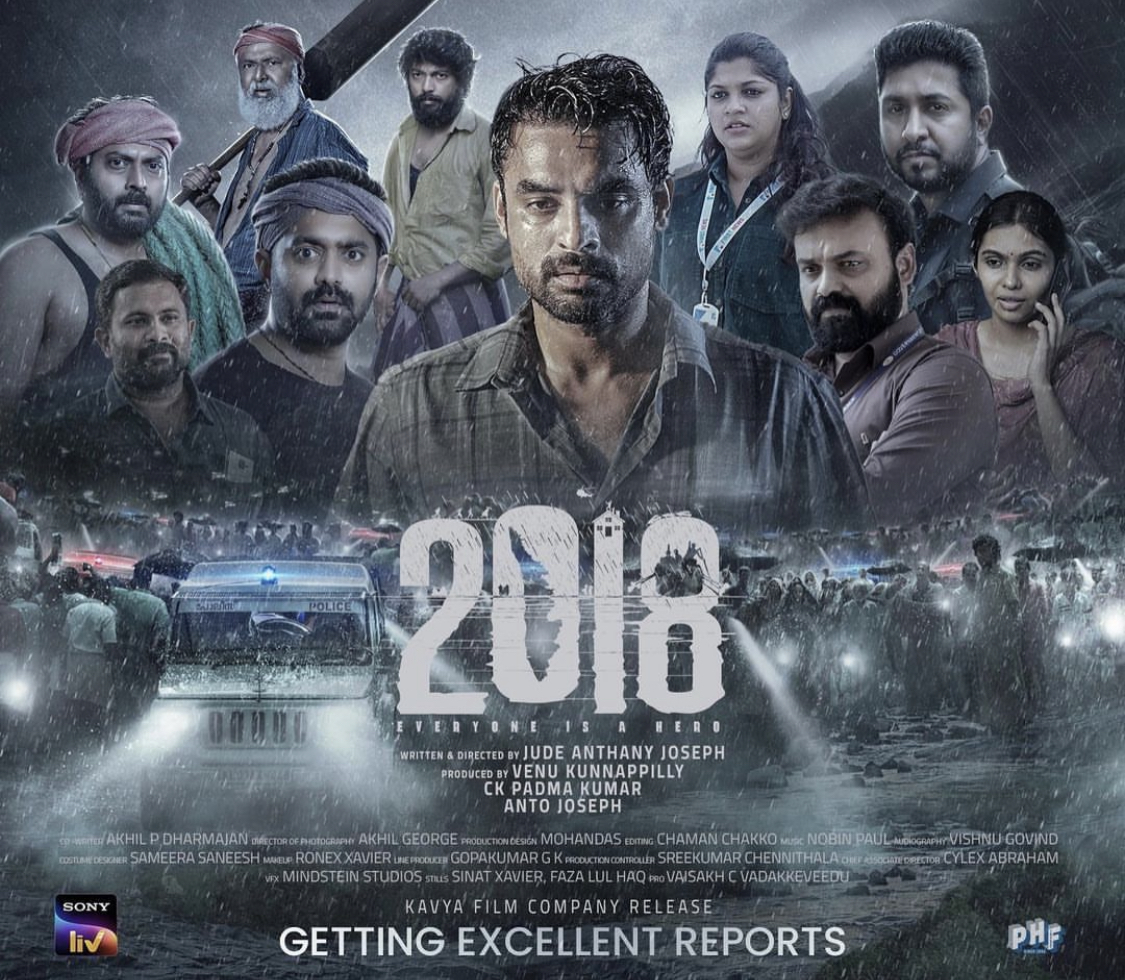 പോലീസ് POLICE
2018
EVERYONE IS A HERO
WRITTEN & DIRECTED BY JUDE ANTHANY JOSEPH
PRODUCED BY VENU KUNNAPPILLY
CK PADMA KUMAR
ANTO JOSEPH
CO-WRITER AKHIL P DHARMAJAN DIRECTOR OF PHOTOGRAPHY AKHIL GEORGE PRODUCTION DESIGN MOHANDAS EDITING CHAMAN CHAKKO MUSIC NOBIN PAUL AUDIOGRAPHY VISHNU GOVIND
COSTUME DESIGNER SAMEERA SANEESH MAKEUP RONEX XAVIER LINE PRODUCER GOPAKUMAR G K PRODUCTION CONTROLLER SREEKUMAR CHENNITHALA CHIEF ASSOCIATE DIRECTOR CYLEX ABRAHAM
VFX MINDSTEIN STUDIOS STILLS SINAT XAVIER, FAZA LUL HAQ PRO VAISAKH C VADAKKEVEEDU
KAVYA FILM COMPANY RELEASE
SONY
liv
GETTING EXCELLENT REPORTS
PHF